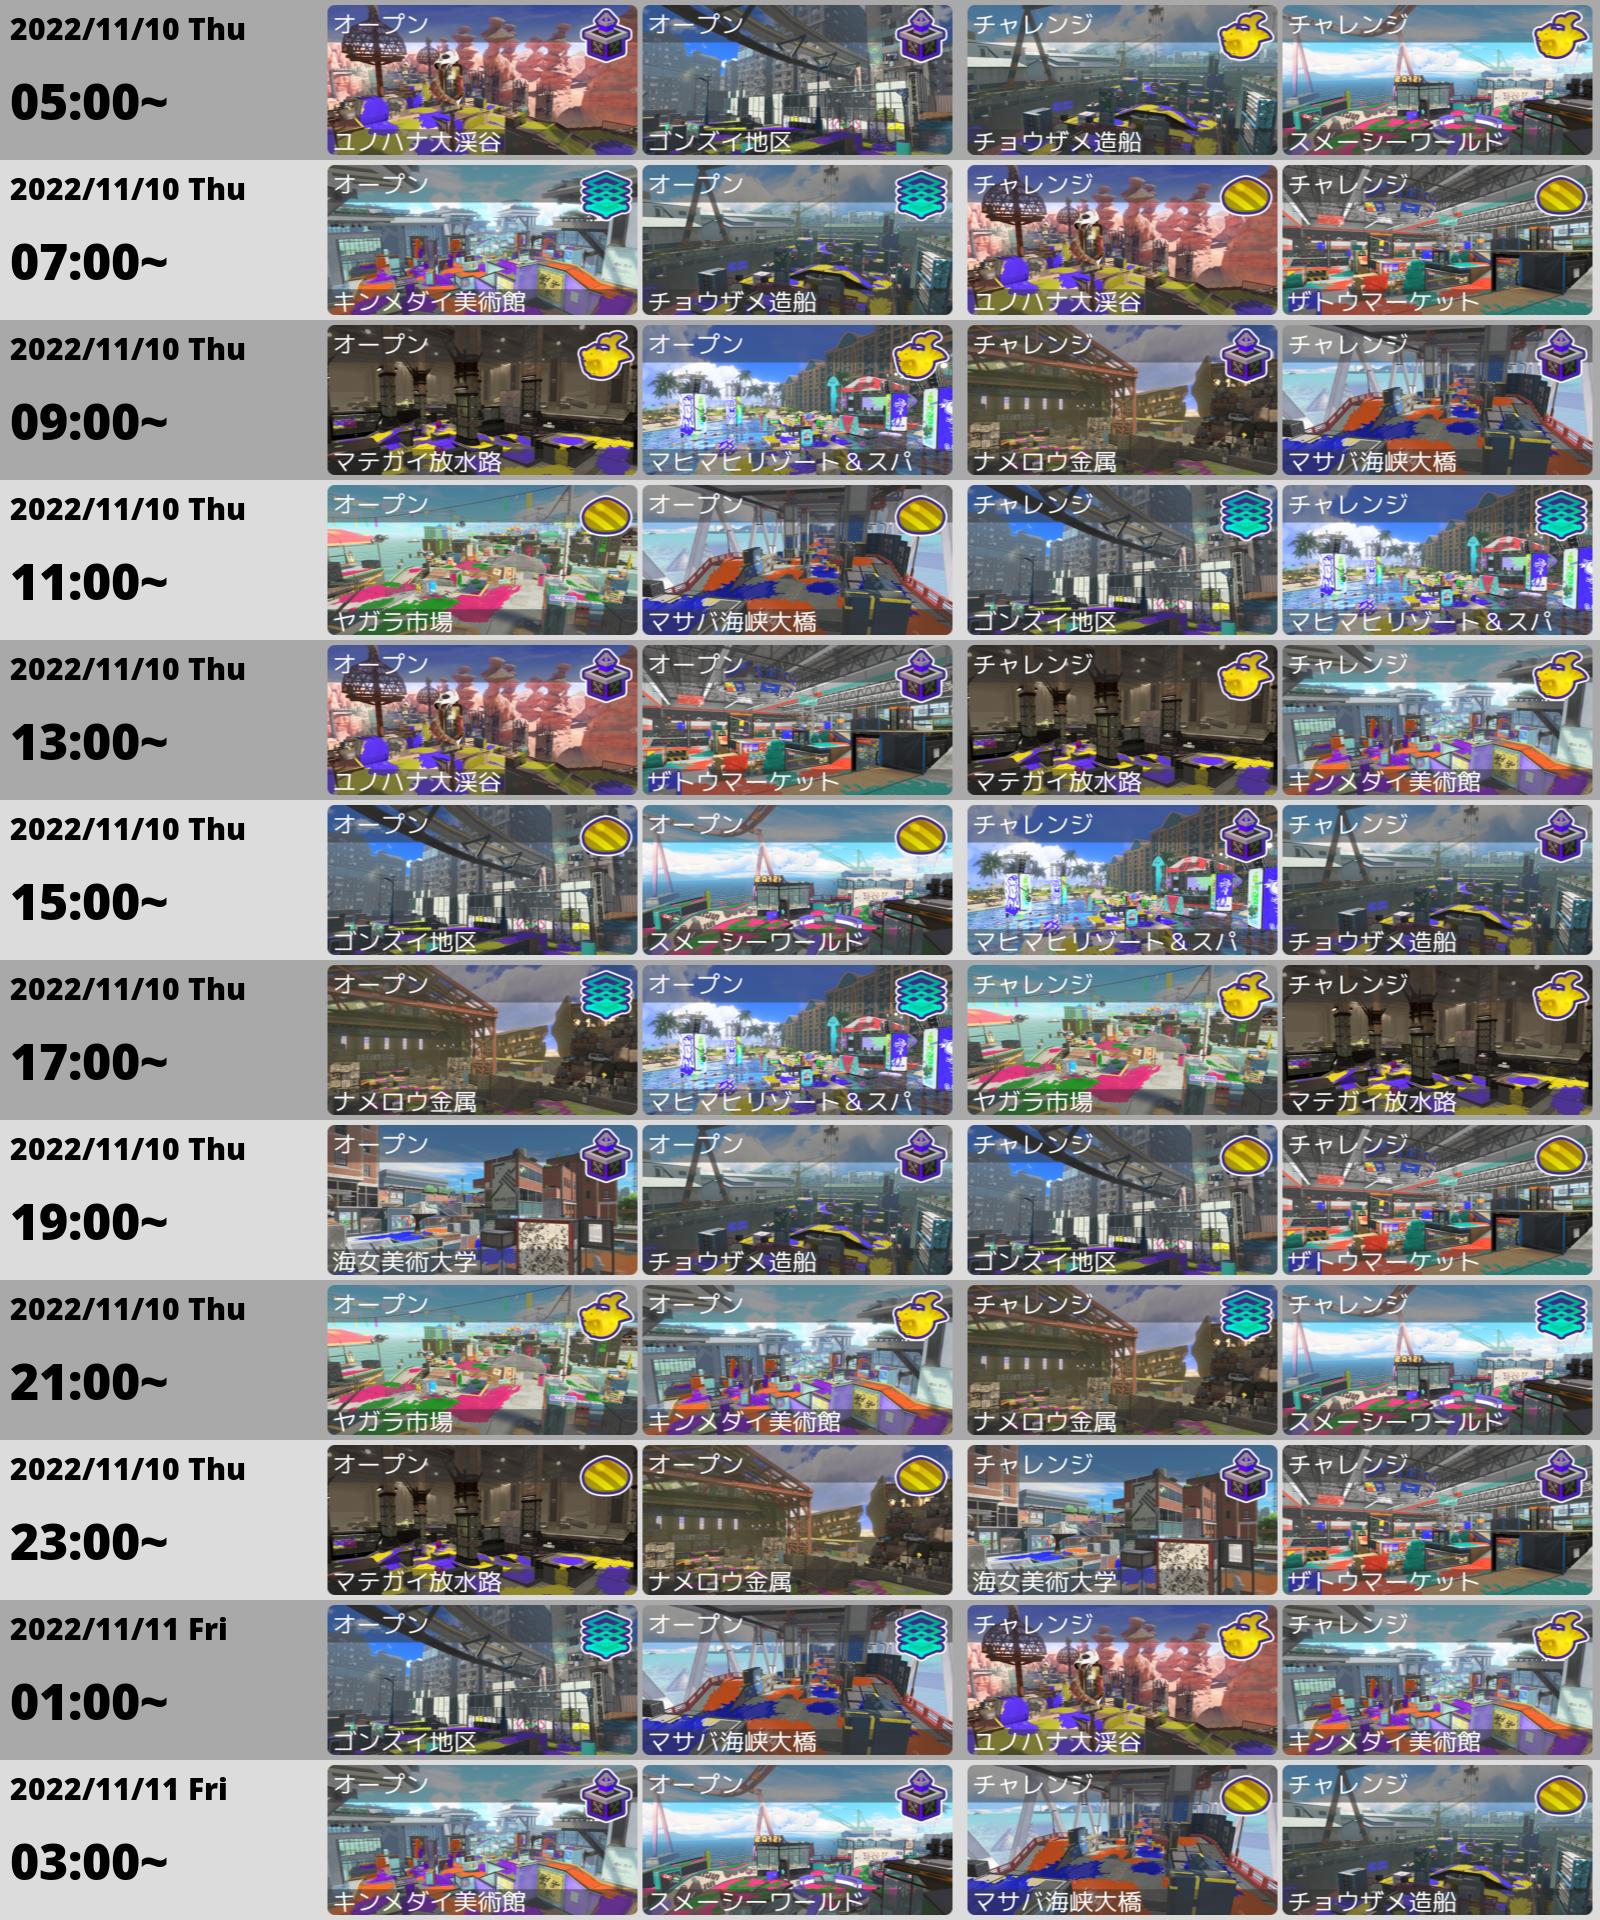 2022/11/10 Thu
05:00~
オープン
ユノハナ大渓谷
オープン
ゴンズイ地区
チャレンジ
チョウザメ造船
チャレンジ
スメーシーワールド
2022/11/10 Thu
07:00~
オープン
キンメダイ美術館
オープン
チョウザメ造船
チャレンジ
ユノハナ大渓谷
チャレンジ
ザトウマーケット
2022/11/10 Thu
09:00~
オープン
マテガイ放水路
オープン
マヒマヒリゾート＆スパ
チャレンジ
ナメロウ金属
チャレンジ
マサバ海峡大橋
2022/11/10 Thu
11:00~
オープン
ヤガラ市場
オープン
マサバ海峡大橋
チャレンジ
ゴンズイ地区
チャレンジ
マヒマヒリゾート＆スパ
2022/11/10 Thu
13:00~
オープン
ユノハナ大渓谷
オープン
ザトウマーケット
チャレンジ
マテガイ放水路
チャレンジ
キンメダイ美術館
2022/11/10 Thu
15:00~
オープン
ゴンズイ地区
オープン
スメーシーワールド
チャレンジ
マヒマヒリゾート＆スパ
チャレンジ
チョウザメ造船
2022/11/10 Thu
17:00~
オープン
ナメロウ金属
オープン
マヒマヒリゾート＆スパ
チャレンジ
ヤガラ市場
チャレンジ
マテガイ放水路
2022/11/10 Thu
19:00~
オープン
海女美術大学
オープン
チョウザメ造船
チャレンジ
ゴンズイ地区
チャレンジ
ザトウマーケット
2022/11/10 Thu
21:00~
オープン
ヤガラ市場
オープン
キンメダイ美術館
チャレンジ
ナメロウ金属
チャレンジ
スメーシーワールド
2022/11/10 Thu
23:00~
オープン
マテガイ放水路
オープン
ナメロウ金属
チャレンジ
海女美術大学
チャレンジ
ザトウマーケット
2022/11/11 Fri
01:00~
オープン
ゴンズイ地区
オープン
マサバ海峡大橋
チャレンジ
ユノハナ大渓谷
チャレンジ
キンメダイ美術館
2022/11/11 Fri
03:00~
オープン
キンメダイ美術館
オープン
スメーシーワールド
チャレンジ
マサバ海峡大橋
チャレンジ
チョウザメ造船